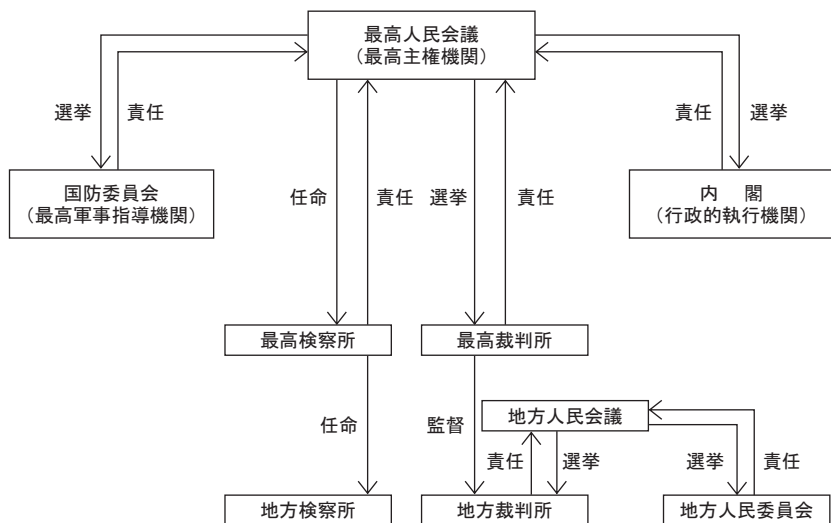 最高人民会議
（最高主権機関）
選挙
責任
責任
選挙
国防委員会
（最高軍事指導機関）
任命
責任
選挙
責任
内　閣
（行政的執行機関）
最高検察所
最高裁判所
任命
監督
地方人民会議
責任
選挙
選挙
責任
地方検察所
地方裁判所
地方人民委員会